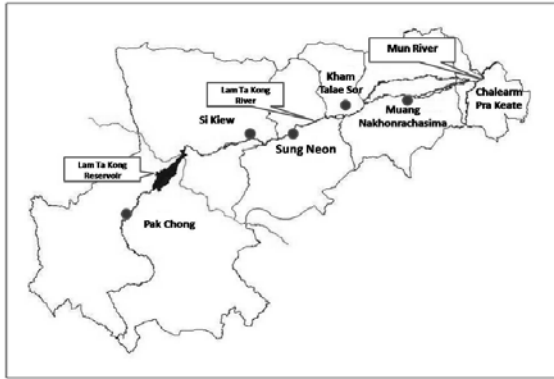 Mun River
Kham
Talae Sor
Chalearm
Pra Keate
Lam Ta Kong
River
Muang
Nakhonrachasima
Si Kiew
Sung Neon
Lam Ta Kong
Reservoir
Pak Chong